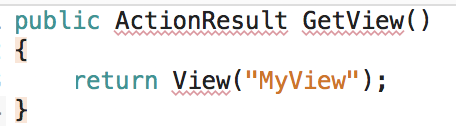 public ActionResult GetView()
{
    return View("MyView");
}